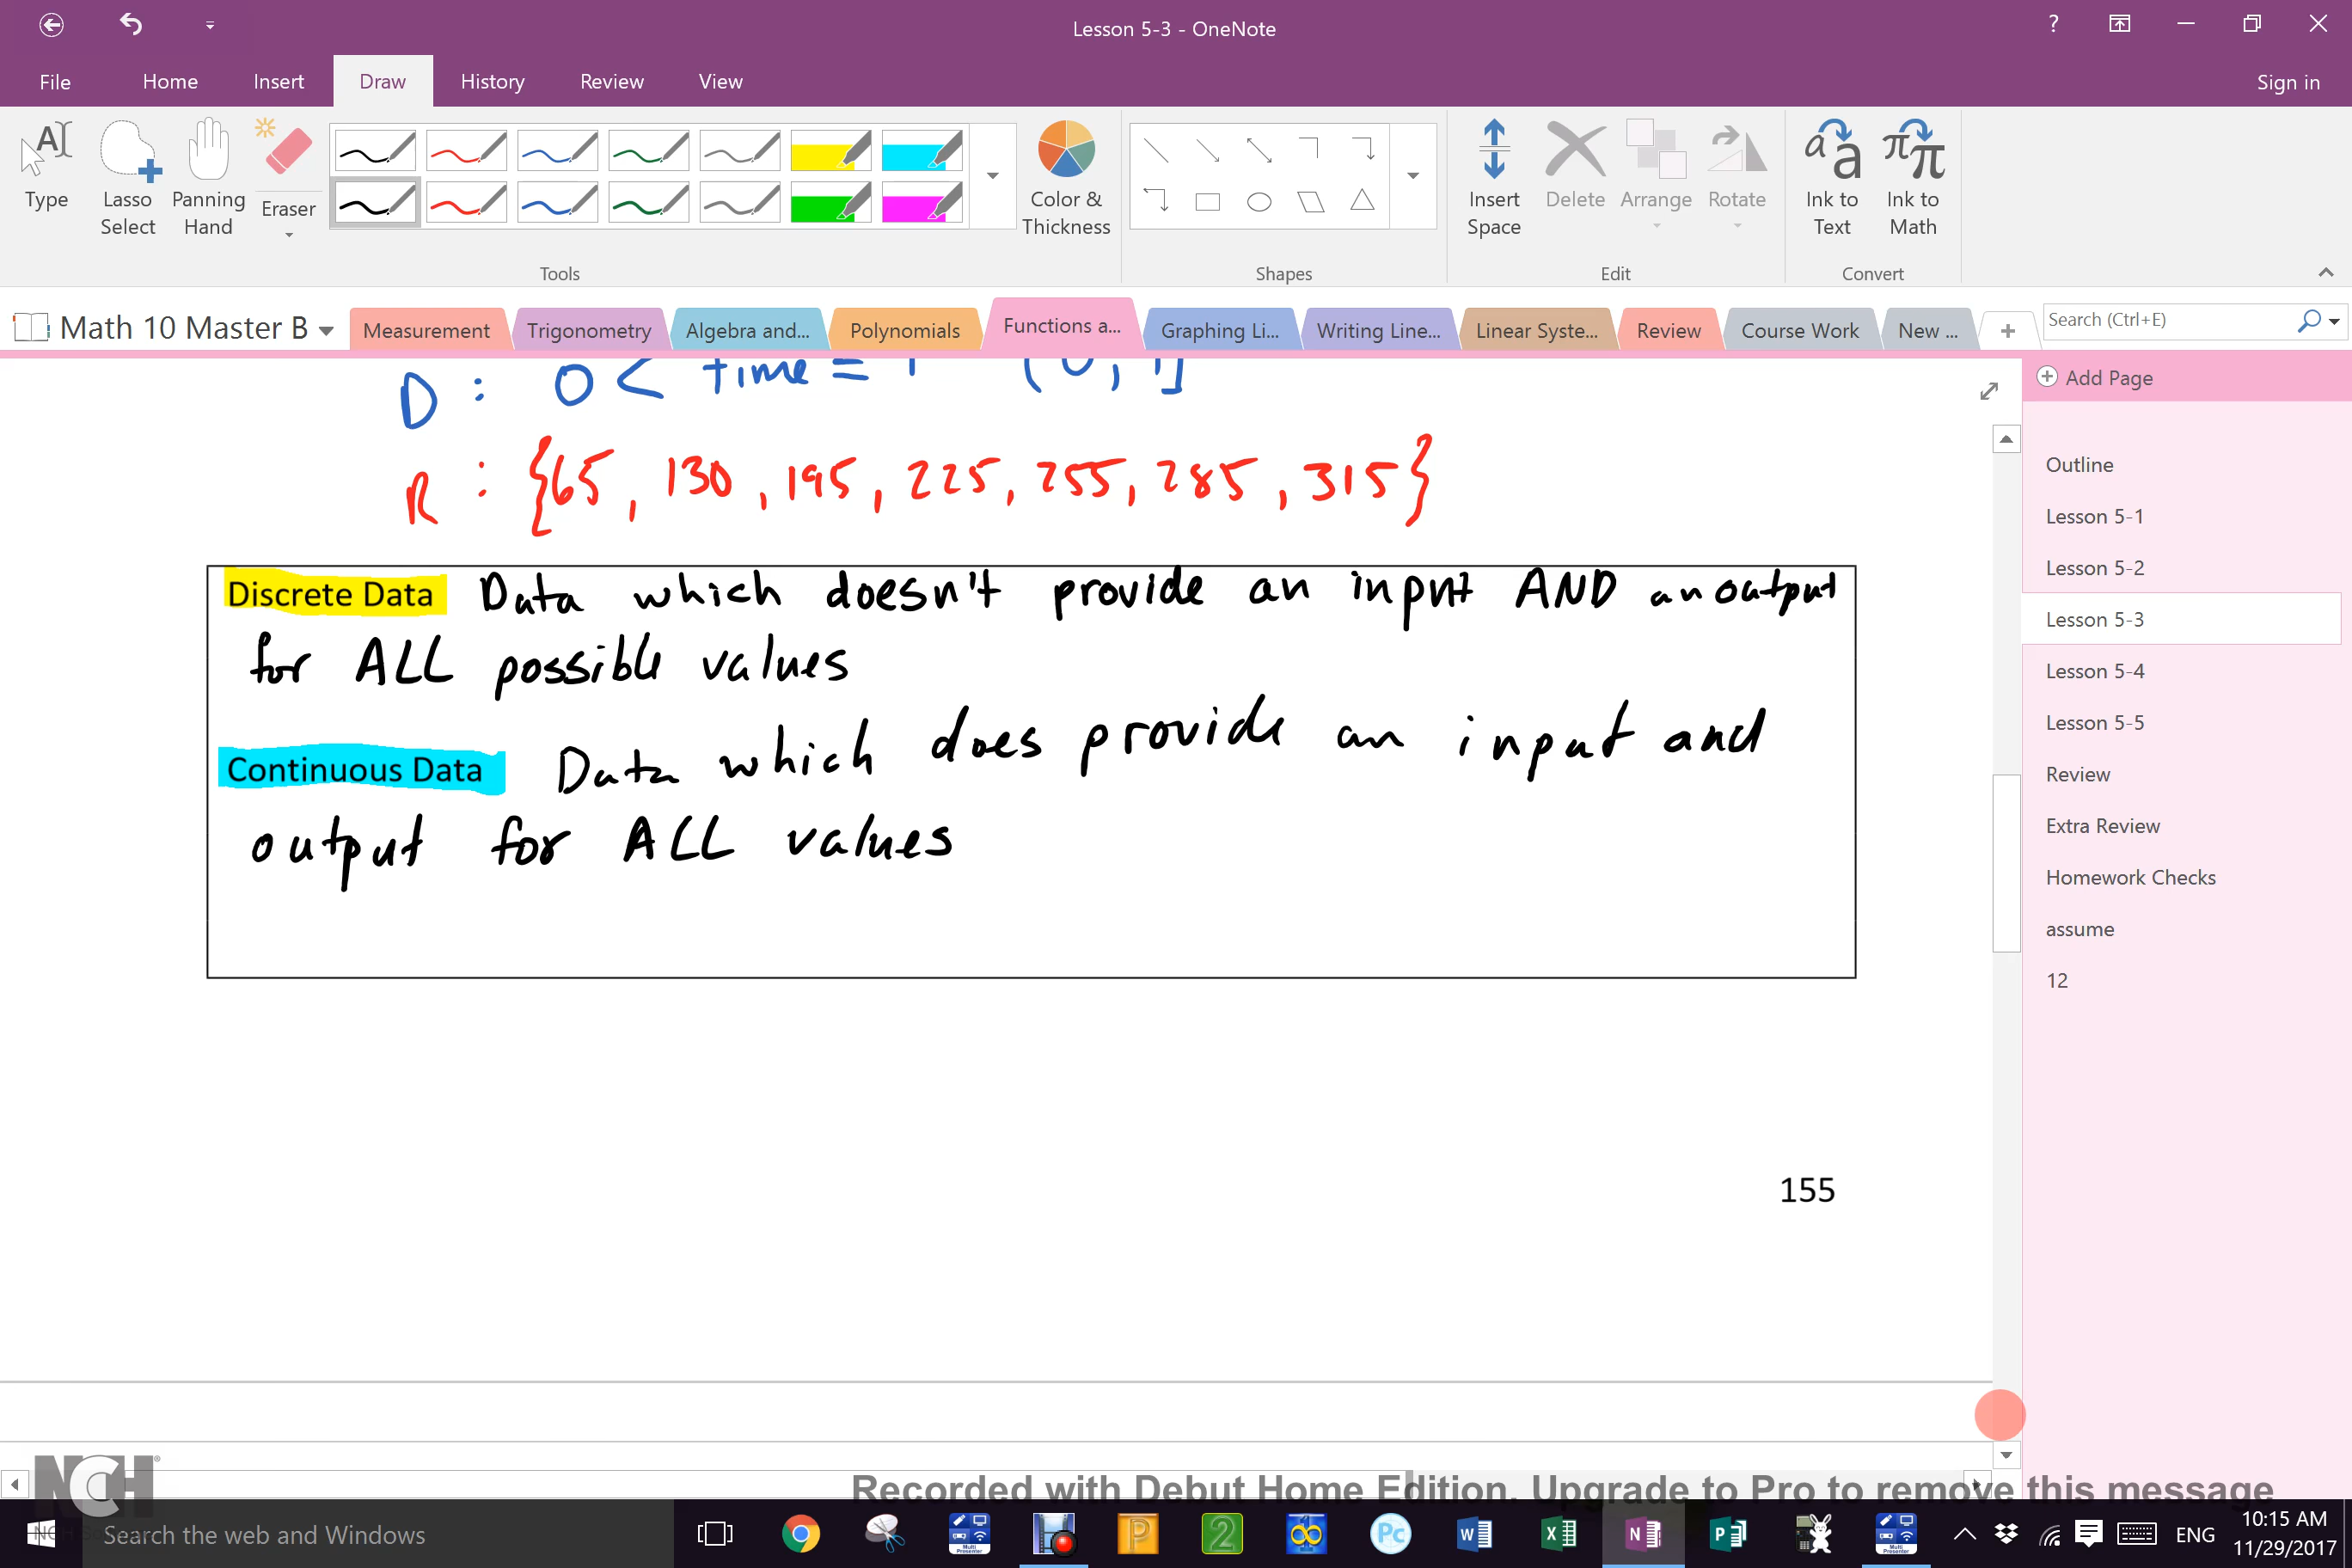 Lesson 5-3 - OneNote
?
File Home Insert Draw History Review View Sign in
Type
Lasso Select
Panning Hand
Eraser
Color & Thickness
Insert Space
Delete
Arrange
Rotate
Ink to Text
Ink to Math
Tools Shapes Edit Convert
Math 10 Master B Measurement Trigonometry Algebra and... Polynomials Functions a... Graphing Li... Writing Line... Linear Syste... Review Course Work New ... +
Search (Ctrl+E)
D : 0 < time
R : {65, 130, 195, 225, 255, 285, 315}
Discrete Data Data which doesn't provide an input AND an output
for ALL possible values
Continuous Data Data which does provide an input and
output for ALL values
155
Add Page
Outline
Lesson 5-1
Lesson 5-2
Lesson 5-3
Lesson 5-4
Lesson 5-5
Review
Extra Review
Homework Checks
assume
12
NCH
Recorded with Debut Home Edition. Upgrade to Pro to remove this message
Search the web and Windows
ENG
10:15 AM
11/29/2017